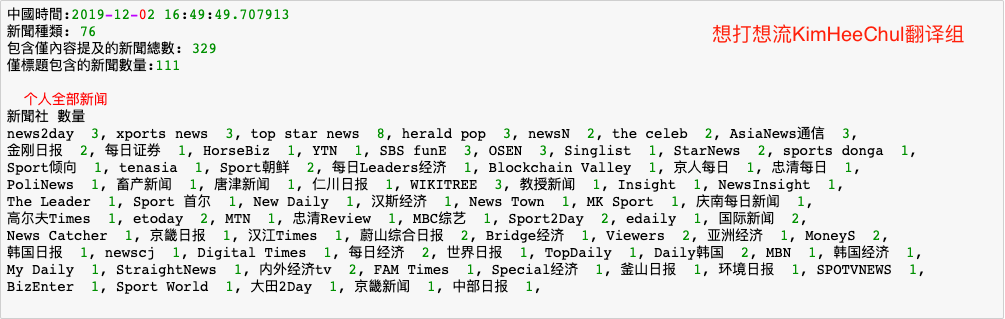 中國時間:2019-12-02 16:49:49.707913
新聞種類: 76
想打想流KimHeeChul翻译组
包含僅內容提及的新聞總數: 329
僅標題包含的新聞數量:111
个人全部新闻
新聞社 數量
news2day 3, xports news 3, top star news 8, herald pop 3, newsN 2, the celeb 2, AsiaNews通信 3,
金刚日报 2, 每日证券 1, HorseBiz 1, YTN 1, SBS funE 3, OSEN 3, Singlist 1, StarNews 2, sports donga 1,
Sport倾向 1, tenasia 1, Sport朝鲜 2, 每日Leaders经济 1, Blockchain Valley 1, 京人每日 1, 忠清每日 1,
PoliNews 1, 畜产新闻 1, 唐津新闻 1, 仁川日报 1, WIKITREE 3, 教授新闻 1, Insight 1, NewsInsight 1,
The Leader 1, Sport 首尔 1, New Daily 1, 汉斯经济 1, News Town 1, MK Sport 1, 庆南每日新闻 1,
高尔夫Times 1, etoday 2, MTN 1, 忠清Review 1, MBC综艺 1, Sport2Day 2, edaily 1, 国际新闻 2,
News Catcher 1, 京畿日报 1, 汉江Times 1, 蔚山综合日报 2, Bridge经济 1, Viewers 2, 亚洲经济 1, MoneyS 2,
韩国日报 1, newscj 1, Digital Times 1, 每日经济 2, 世界日报 1, TopDaily 1, Daily韩国 2, MBN 1, 韩国经济 1,
My Daily 1, StraightNews 1, 内外经济tv 2, FAM Times 1, Special经济 1, 釜山日报 1, 环境日报 1, SPOTVNEWS 1,
BizEnter 1, Sport World 1, 大田2Day 1, 京畿新闻 1, 中部日报 1,